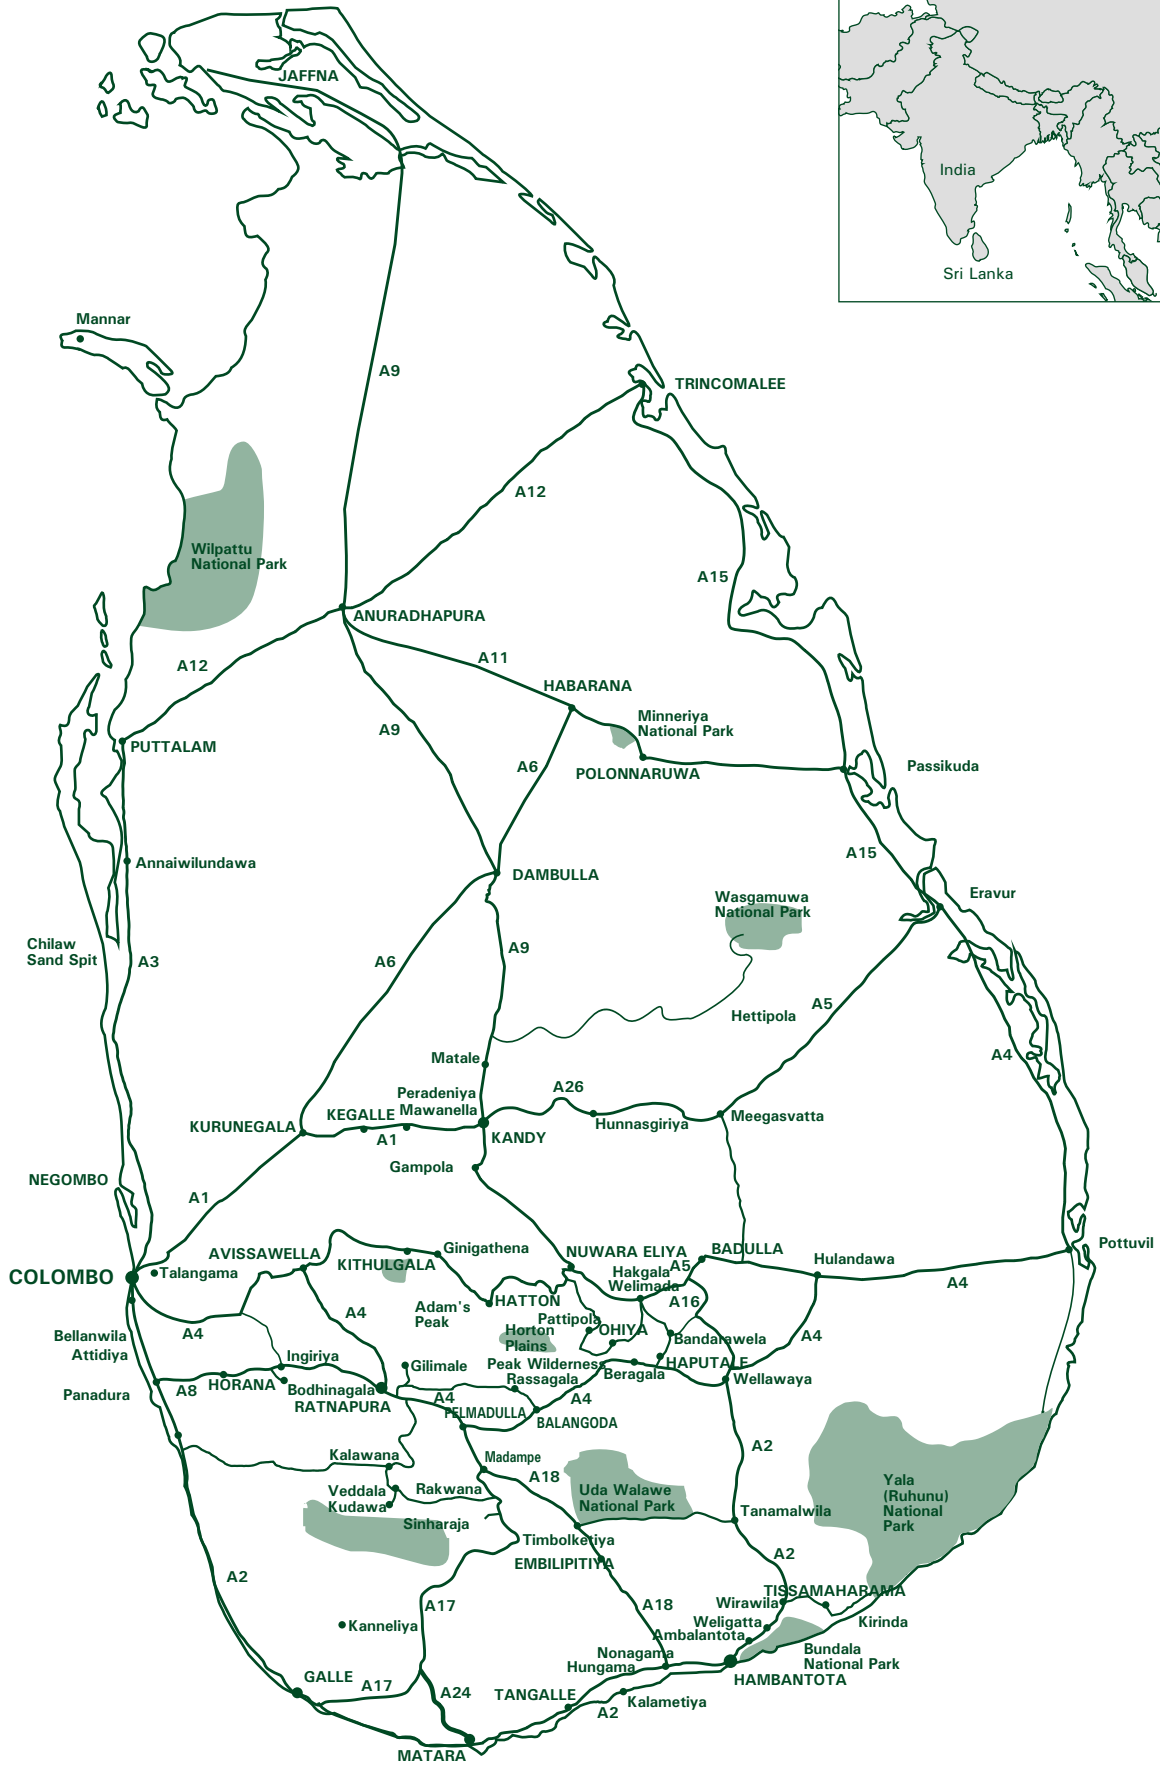 JAFFNA
India
Sri Lanka
Mannar
A9
TRINCOMALEE
A12
Wilpattu
National Park
A15
ANURADHAPURA
A12
A11
HABARANA
A9
Minneriya
National Park
PUTTALAM
A6
POLONNARUWA
Passikuda
A15
Annaiwilundawa
DAMBULLA
Wasgamuwa
National Park
Eravur
Chilaw
Sand Spit
A3
A6
A9
A5
Hettipola
A4
Matale
A26
Peradeniya
Mawanella
KEGALLE
KURUNEGALA
A1
Hunnasgiriya
Meegasvatta
KANDY
Gampola
NEGOMBO
A1
Pottuvil
Ginigathena
BADULLA
AVISSAWELLA
NUWARA ELIYA
KITHULGALA
A5
Hulandawa
Hakgala
Welimada
COLOMBO
Talangama
A4
HATTON
A16
Adam's
Peak
A4
Pattipola
Horton
Plains
OHIYA
A4
Bellanwila
Attidiya
Bandarawela
A4
Ingiriya
Gilimale
Peak Wilderness
HAPUTALE
Rassagala
Beragala
Wellawaya
HORANA
A8
Bodhinagala
Panadura
RATNAPURA
A4
A4
PELMADULLA
BALANGODA
A2
Kalawana
Madampe
A18
Uda Walawe
National Park
Yala
(Ruhunu)
National
Park
Veddala
Kudawa
Rakwana
Tanamalwila
Sinharaja
Timbolketiya
A2
EMBILIPITIYA
A2
TISSAMAHARAMA
Wirawila
A17
A18
Kirinda
Weligatta
Kanneliya
Ambalantota
Nonagama
Hungama
Bundala
National Park
GALLE
HAMBANTOTA
A17
A24
TANGALLE
Kalametiya
A2
MATARA